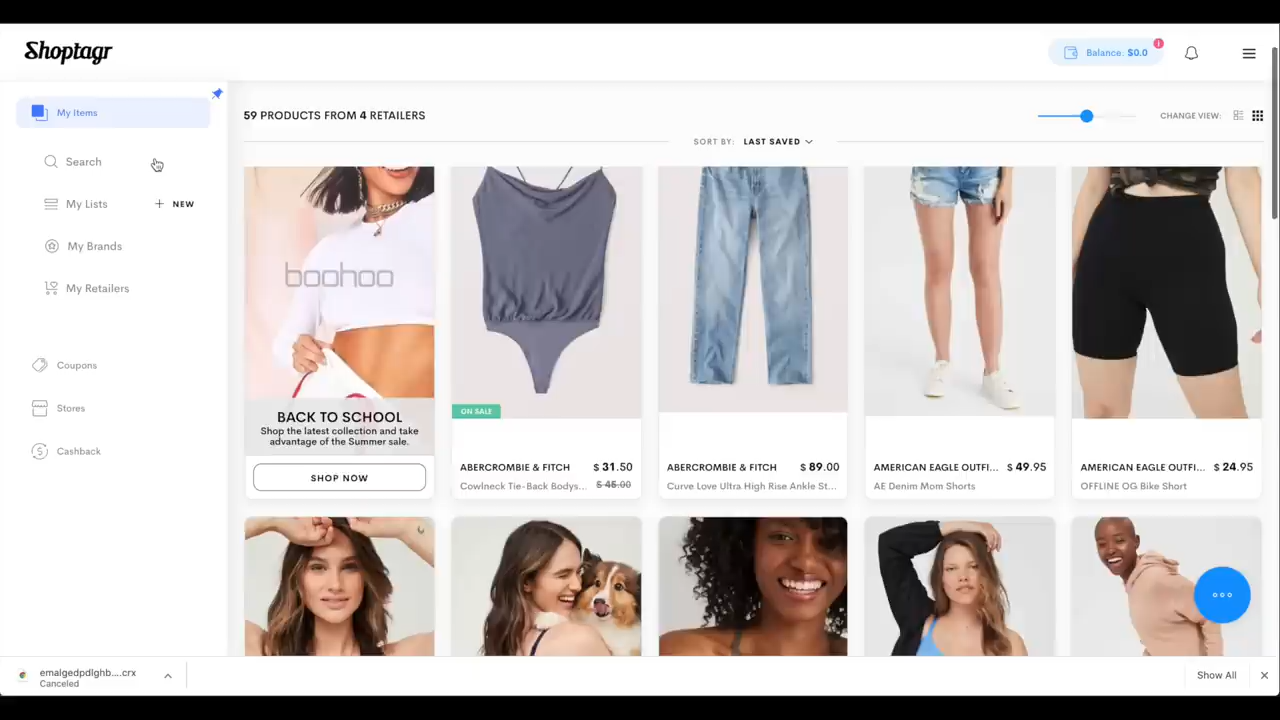 Shoptagr
Balance: $0.0
!
My Items
Search
My Lists
+ NEW
My Brands
My Retailers
Coupons
Stores
Cashback
59 PRODUCTS FROM 4 RETAILERS
CHANGE VIEW:
SORT BY: LAST SAVED
boohoo
BACK TO SCHOOL
Shop the latest collection and take
advantage of the Summer sale.
SHOP NOW
ON SALE
ABERCROMBIE & FITCH $ 31.50
Cowlneck Tie-Back Bodys... $ 45.00
ABERCROMBIE & FITCH $ 89.00
Curve Love Ultra High Rise Ankle St...
AMERICAN EAGLE OUTFI... $ 49.95
AE Denim Mom Shorts
AMERICAN EAGLE OUTFI... $ 24.95
OFFLINE OG Bike Short
emalgedpdlghb....crx
Canceled
Show All